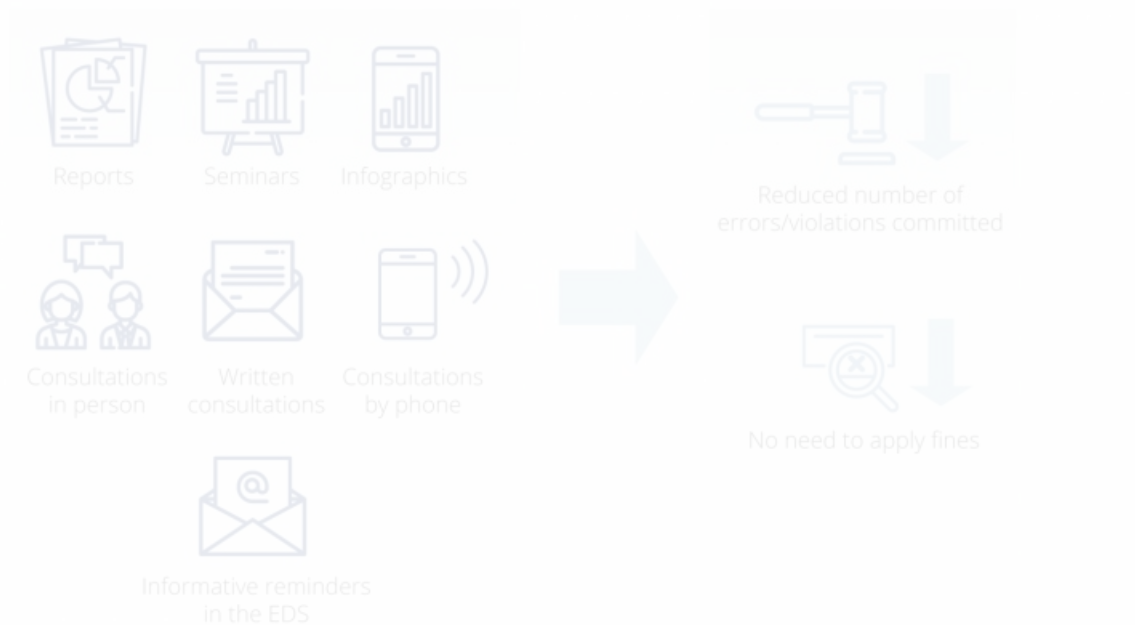 Reports
Seminars
Infographics
Consultations
in person
Written
consultations
Consultations
by phone
@
Informative reminders
in the EDS
Reduced number of
errors/violations committed
No need to apply fines